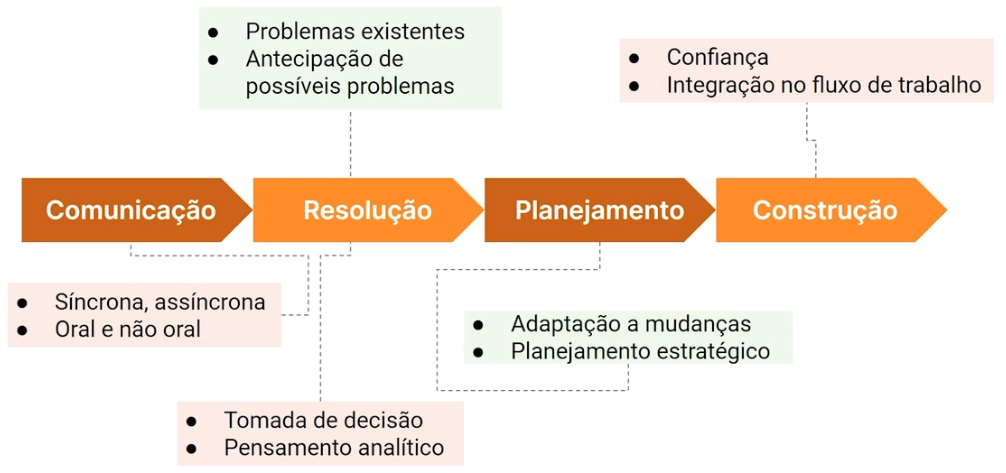 ● Problemas existentes
● Antecipação de
possíveis problemas
● Confiança
● Integração no fluxo de trabalho
Comunicação
Resolução
Planejamento
Construção
● Síncrona, assíncrona
● Oral e não oral
● Adaptação a mudanças
● Planejamento estratégico
● Tomada de decisão
● Pensamento analítico